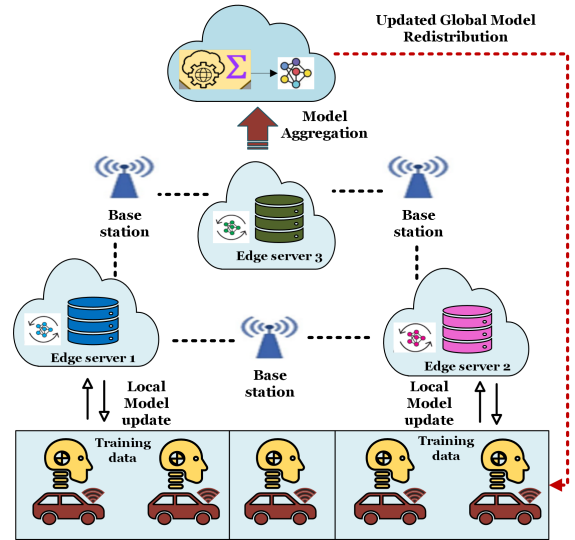 Updated Global Model
Redistribution
Σ
Model
Aggregation
Base
station
Base
station
Edge server 3
Edge server 1
Edge server 2
Base
station
Local
Model
update
Local
Model
update
Training
data
Training
data